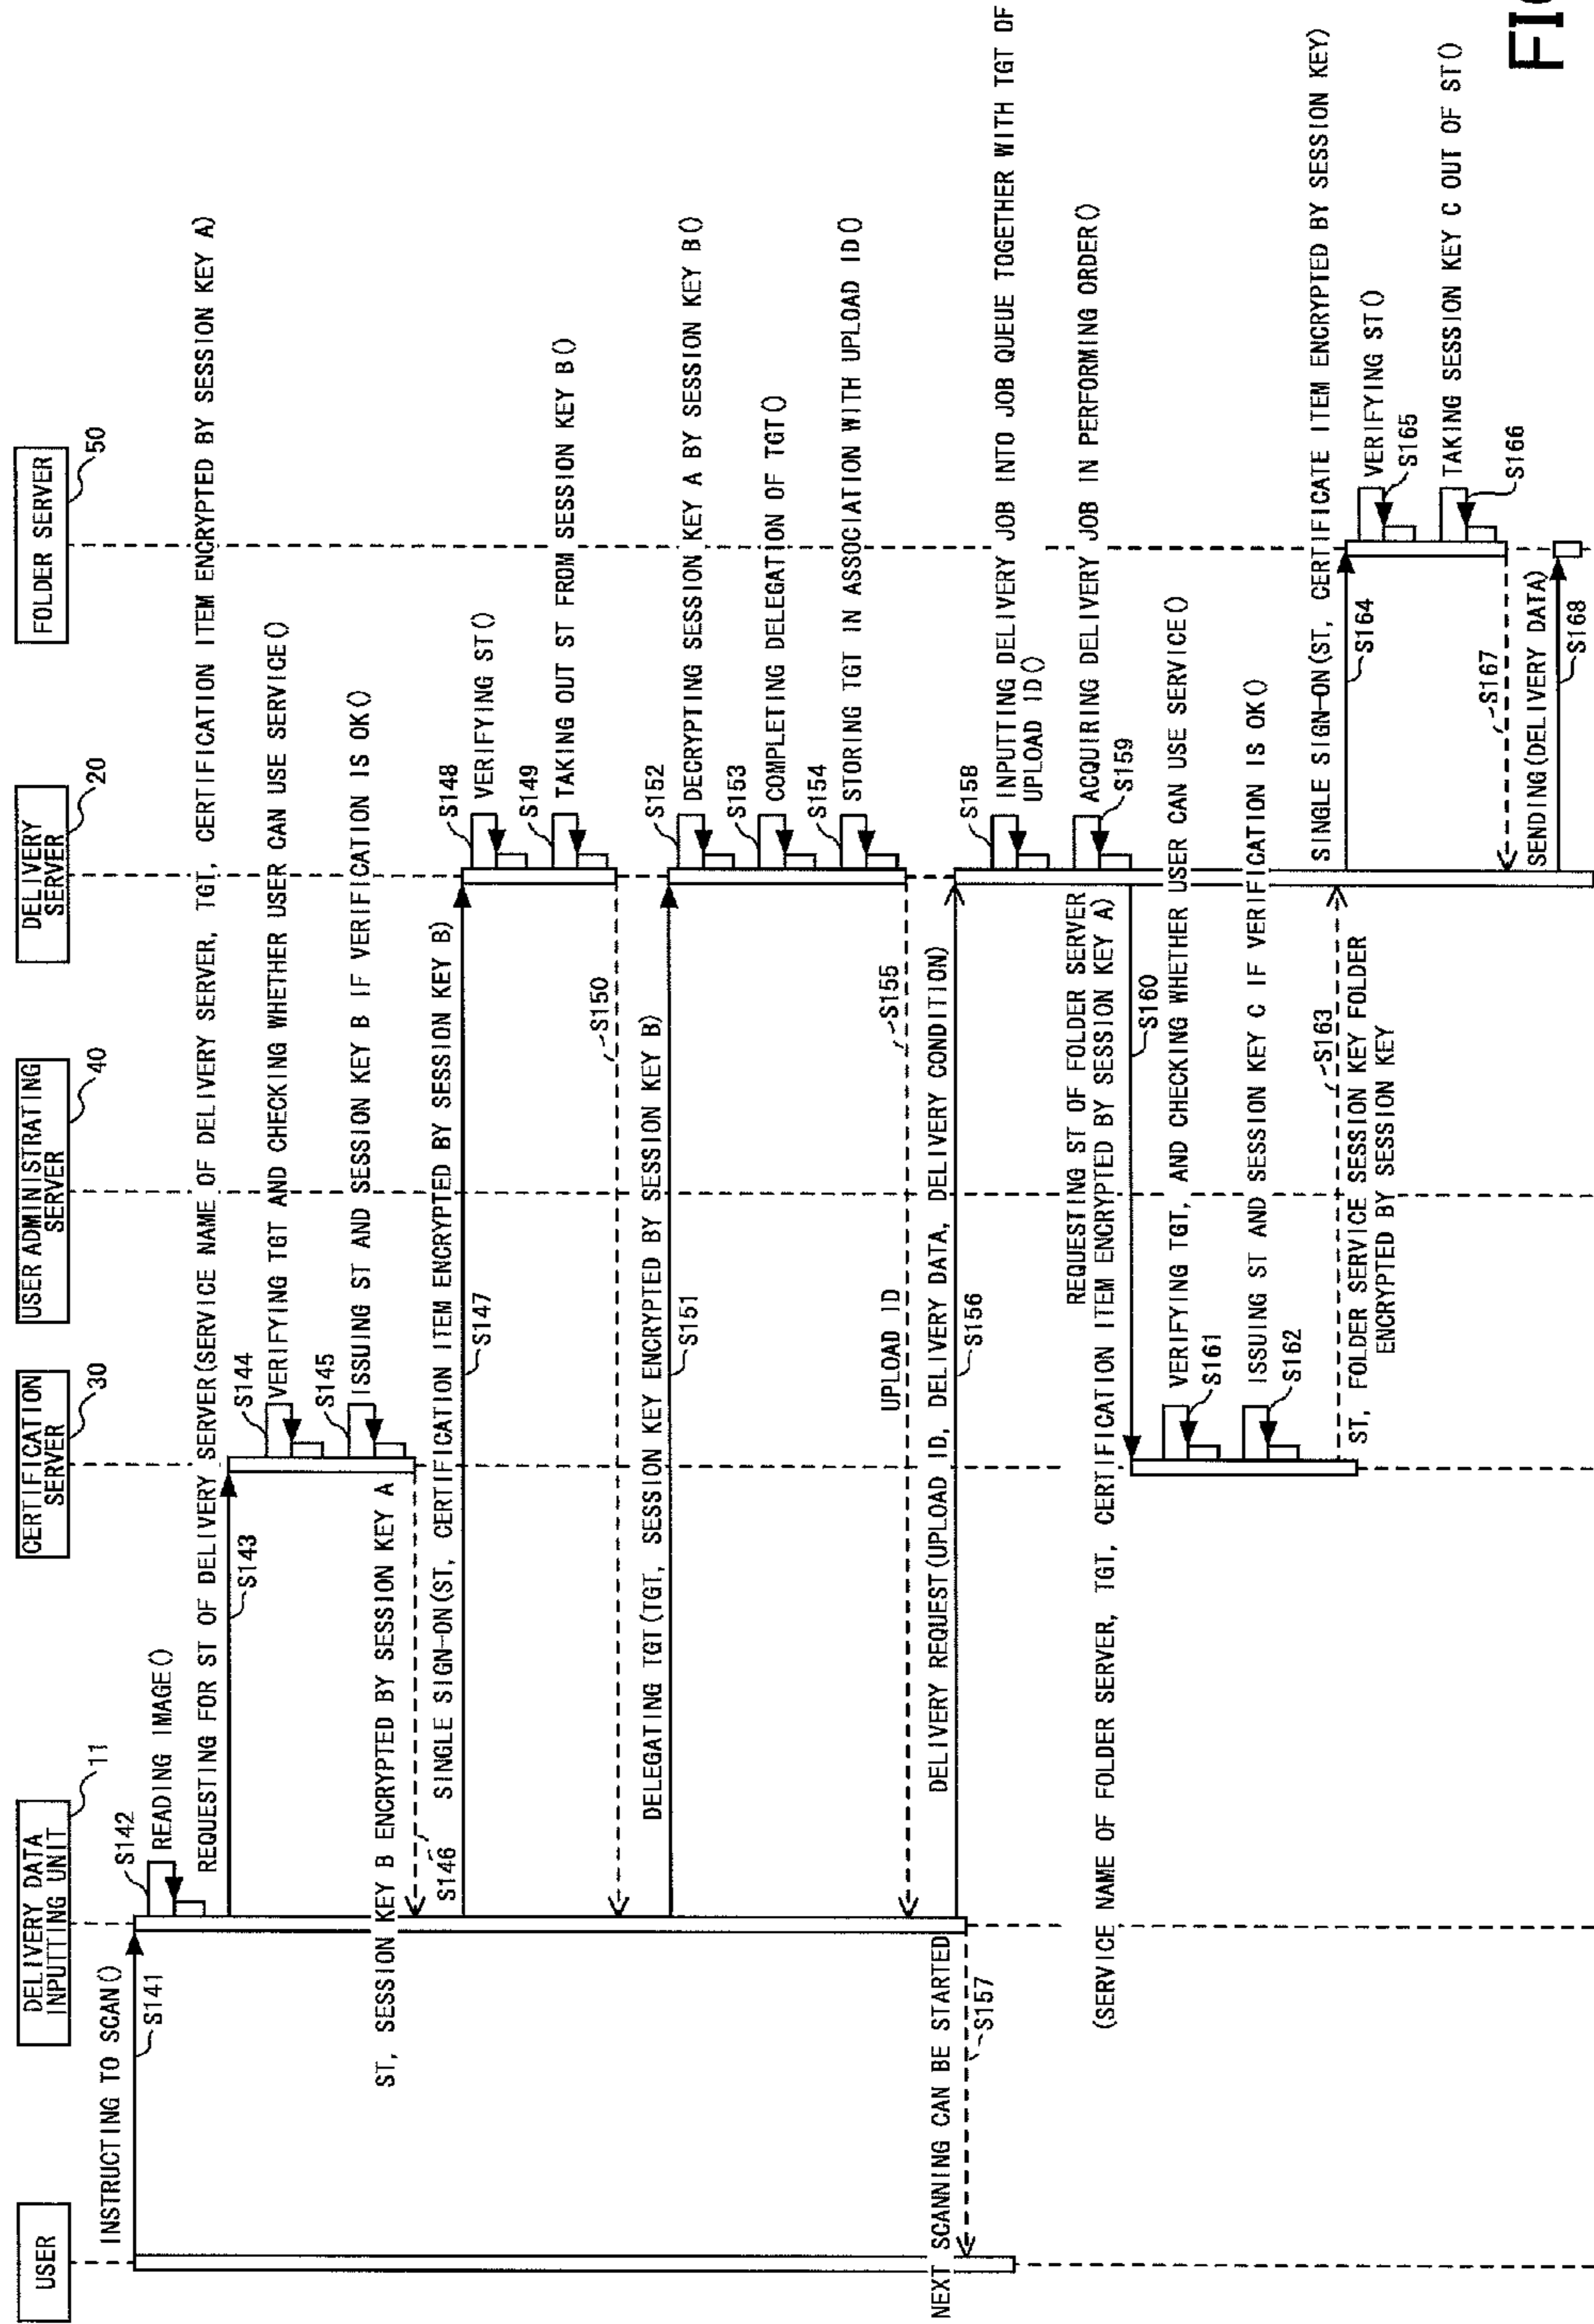 USER
DELIVERY DATA
INPUTTING UNIT
11
CERTIFICATION
SERVER
30
USER ADMINISTRATING
SERVER
40
DELIVERY
SERVER
20
FOLDER SERVER
50
INSTRUCTING TO SCAN()
S141
S142
READING IMAGE()
REQUESTING FOR ST OF DELIVERY SERVER(SERVICE NAME OF DELIVERY SERVER, TGT, CERTIFICATION ITEM ENCRYPTED BY SESSION KEY A)
S143
S144
VERIFYING TGT AND CHECKING WHETHER USER CAN USE SERVICE()
S145
ISSUING ST AND SESSION KEY B IF VERIFICATION IS OK()
ST, SESSION KEY B ENCRYPTED BY SESSION KEY A
S146
SINGLE SIGN-ON(ST, CERTIFICATION ITEM ENCRYPTED BY SESSION KEY B)
S147
S148
VERIFYING ST()
S149
TAKING OUT ST FROM SESSION KEY B()
S150
DELEGATING TGT(TGT, SESSION KEY ENCRYPTED BY SESSION KEY B)
S151
S152
DECRYPTING SESSION KEY A BY SESSION KEY B()
S153
COMPLETING DELEGATION OF TGT()
S154
STORING TGT IN ASSOCIATION WITH UPLOAD ID()
UPLOAD ID
S155
DELIVERY REQUEST(UPLOAD ID, DELIVERY DATA, DELIVERY CONDITION)
S156
NEXT SCANNING CAN BE STARTED
S157
S158
INPUTTING DELIVERY JOB INTO JOB QUEUE TOGETHER WITH TGT OF
UPLOAD ID()
ACQUIRING DELIVERY JOB IN PERFORMING ORDER()
S159
REQUESTING ST OF FOLDER SERVER
(SERVICE NAME OF FOLDER SERVER, TGT, CERTIFICATION ITEM ENCRYPTED BY SESSION KEY A)
S160
VERIFYING TGT, AND CHECKING WHETHER USER CAN USE SERVICE()
S161
ISSUING ST AND SESSION KEY C IF VERIFICATION IS OK()
S162
S163
ST, FOLDER SERVICE SESSION KEY FOLDER
ENCRYPTED BY SESSION KEY
SINGLE SIGN-ON(ST, CERTIFICATE ITEM ENCRYPTED BY SESSION KEY)
S164
VERIFYING ST()
S165
TAKING SESSION KEY C OUT OF ST()
S166
S167
SENDING(DELIVERY DATA)
S168